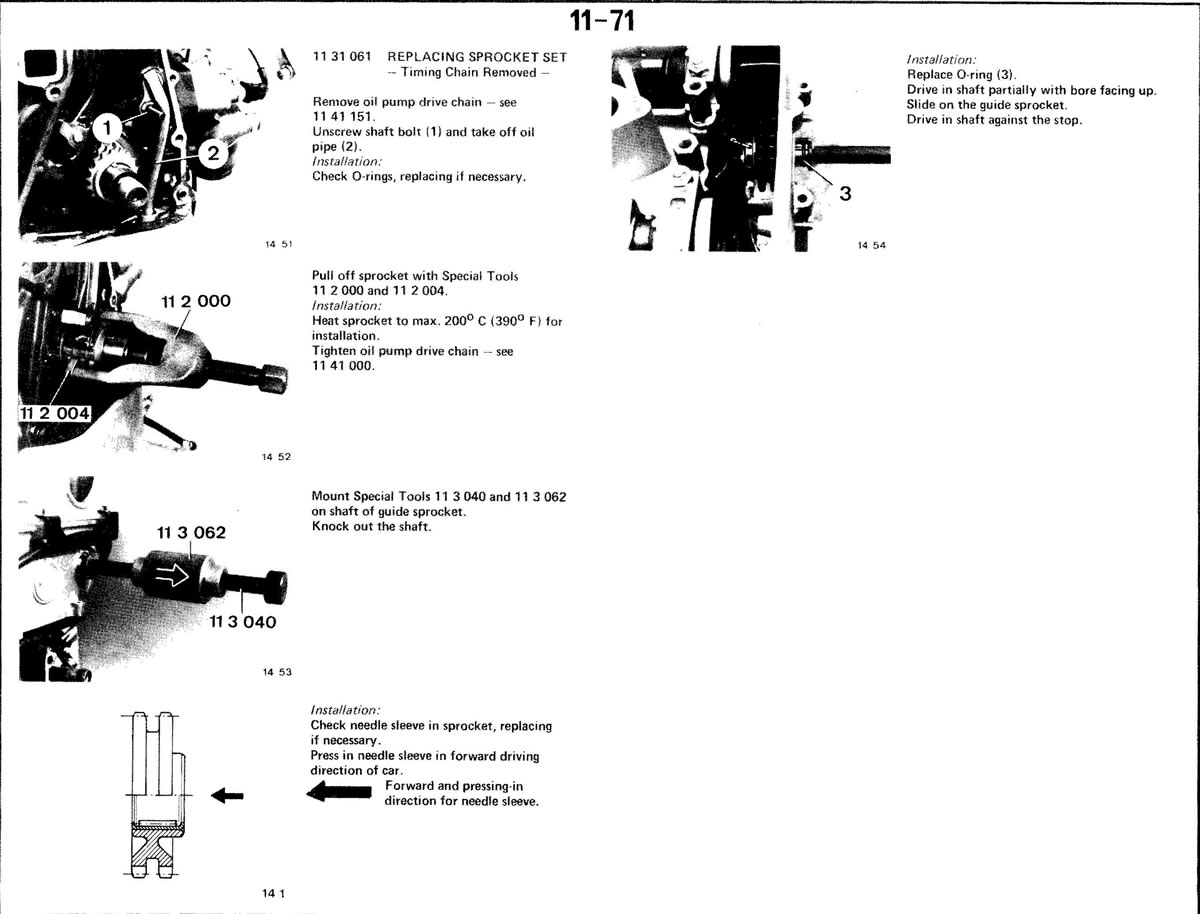 11-71
11 31 061 REPLACING SPROCKET SET
– Timing Chain Removed –
Remove oil pump drive chain – see
11 41 151.
Unscrew shaft bolt (1) and take off oil
pipe (2).
Installation:
Check O-rings, replacing if necessary.
1
2
14 51
Pull off sprocket with Special Tools
11 2 000 and 11 2 004.
Installation:
Heat sprocket to max. 200º C (390º F) for
installation.
Tighten oil pump drive chain – see
11 41 000.
11 2 000
11 2 004
14 52
Mount Special Tools 11 3 040 and 11 3 062
on shaft of guide sprocket.
Knock out the shaft.
11 3 062
11 3 040
14 53
Installation:
Check needle sleeve in sprocket, replacing
if necessary.
Press in needle sleeve in forward driving
direction of car.
Forward and pressing-in
direction for needle sleeve.
14 1
Installation:
Replace O-ring (3).
Drive in shaft partially with bore facing up.
Slide on the guide sprocket.
Drive in shaft against the stop.
3
14 54